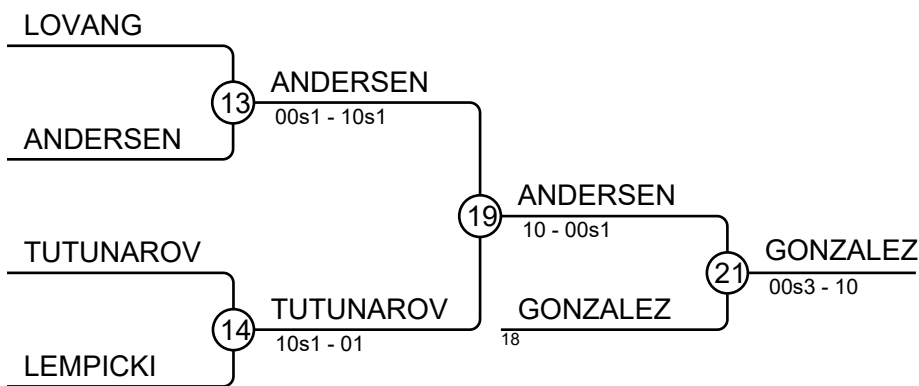 LOVANG
13
ANDERSEN
00s1 - 10s1
ANDERSEN
19
ANDERSEN
10 - 00s1
TUTUNAROV
14
TUTUNAROV
10s1 - 01
LEMPICKI
21
GONZALEZ
00s3 - 10
GONZALEZ
18